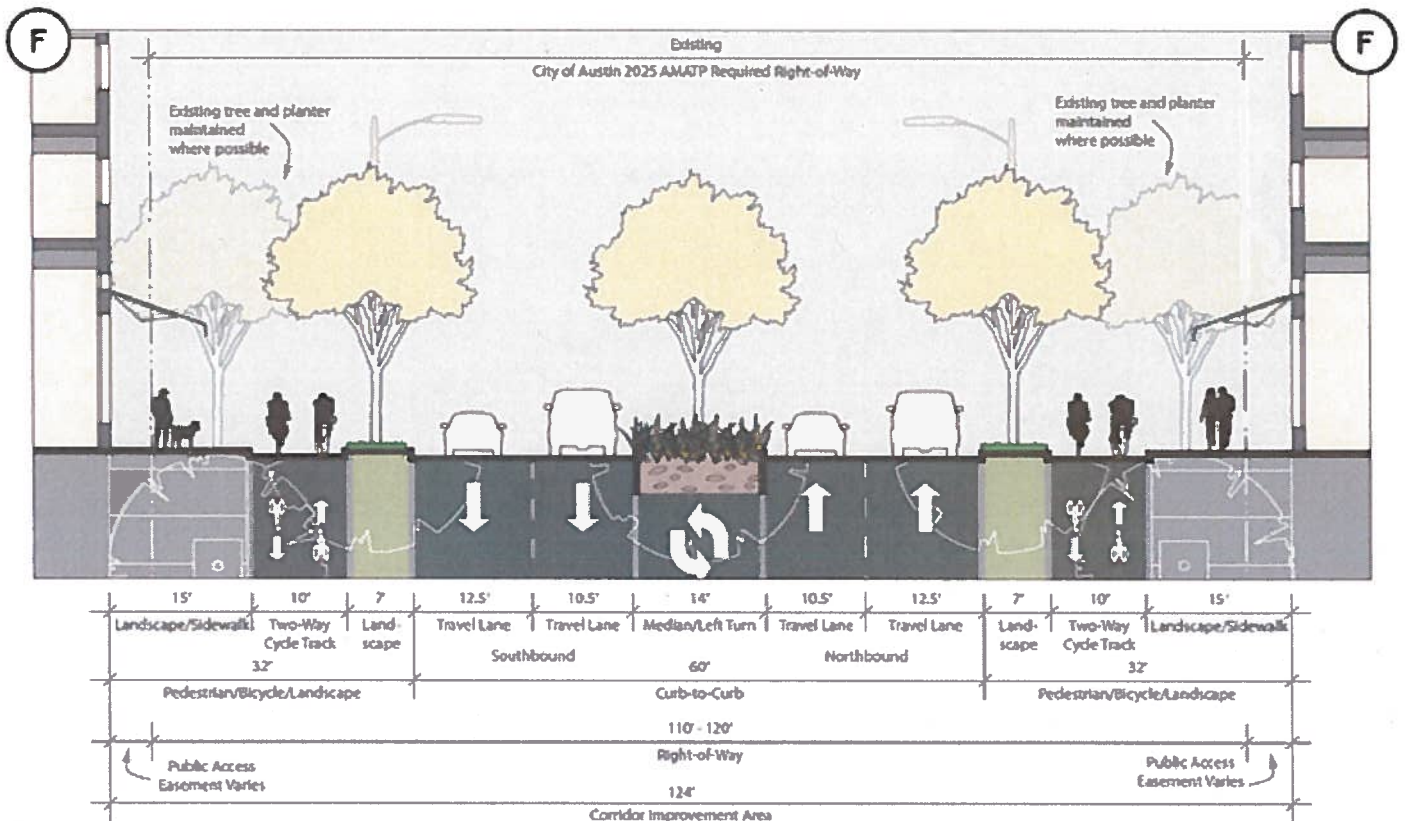 F
F
Existing
City of Austin 2025 AMATP Required Right-of-Way
Existing tree and planter
maintained
where possible
Existing tree and planter
maintained
where possible
15' 10' 7' 12.5' 10.5' 14' 10.5' 12.5' 7' 10' 15'
Landscape/Sidewalk Two-Way Land- Travel Lane Travel Lane Median/Left Turn Travel Lane Travel Lane Land- Two-Way Landscape/Sidewalk
Cycle Track scape scape Cycle Track
Southbound Northbound
32' 60' 32'
Pedestrian/Bicycle/Landscape Curb-to-Curb Pedestrian/Bicycle/Landscape
110' - 120'
Right-of-Way
Public Access
Easement Varies
Public Access
Easement Varies
124'
Corridor Improvement Area